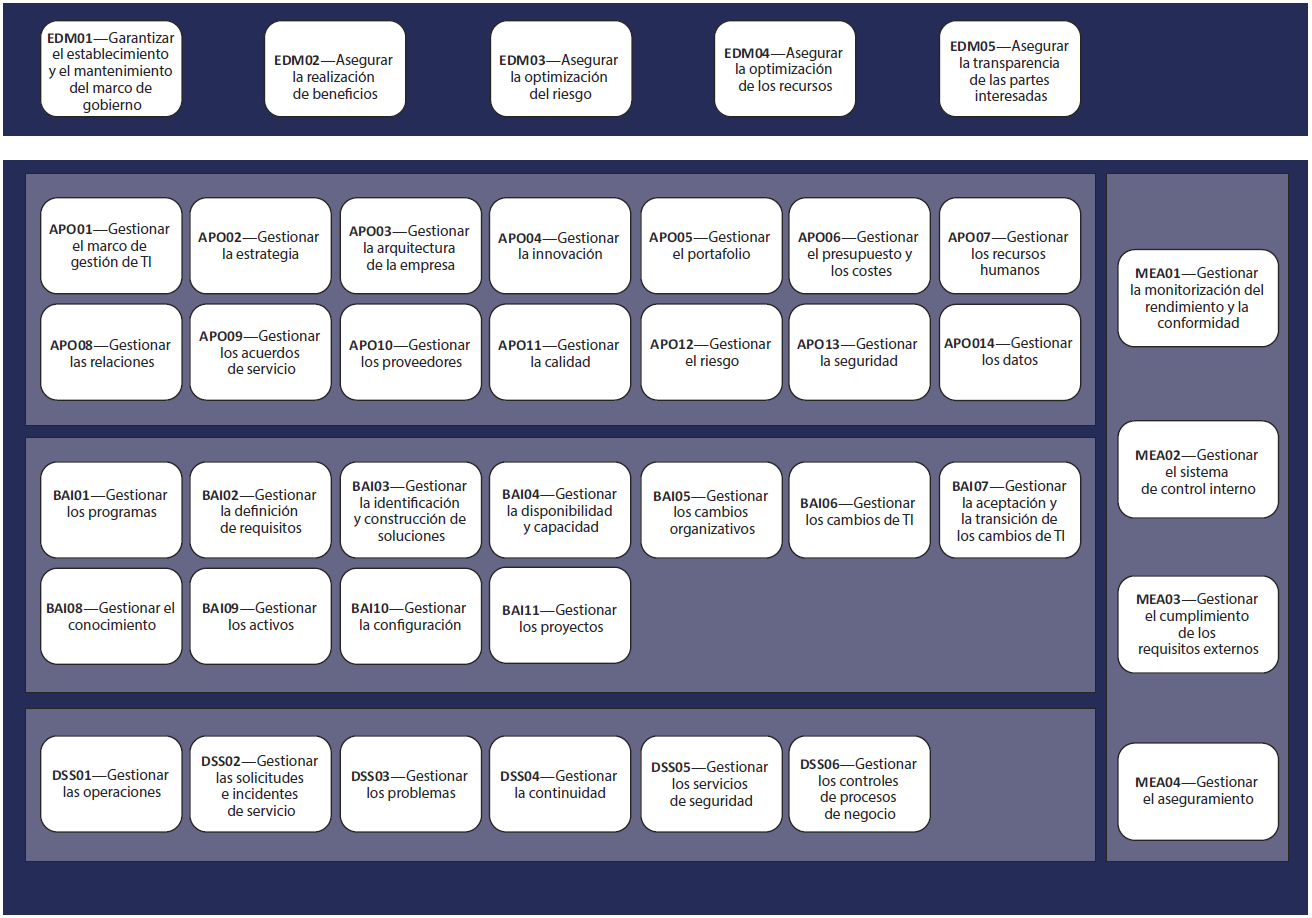 EDM01—Garantizar
el establecimiento
y el mantenimiento
del marco de
gobierno
EDM02—Asegurar
la realización
de beneficios
EDM03—Asegurar
la optimización
del riesgo
EDM04—Asegurar
la optimización
de los recursos
EDM05—Asegurar
la transparencia
de las partes
interesadas
APO01—Gestionar
el marco de
gestión de TI
APO02—Gestionar
la estrategia
APO03—Gestionar
la arquitectura
de la empresa
APO04—Gestionar
la innovación
APO05—Gestionar
el portafolio
APO06—Gestionar
el presupuesto y
los costes
APO07—Gestionar
los recursos
humanos
APO08—Gestionar
las relaciones
APO09—Gestionar
los acuerdos
de servicio
APO10—Gestionar
los proveedores
APO11—Gestionar
la calidad
APO12—Gestionar
el riesgo
APO13—Gestionar
la seguridad
APO014—Gestionar
los datos
BAI01—Gestionar
los programas
BAI02—Gestionar
la definición
de requisitos
BAI03—Gestionar
la identificación
y construcción de
soluciones
BAI04—Gestionar
la disponibilidad
y capacidad
BAI05—Gestionar
los cambios
organizativos
BAI06—Gestionar
los cambios de TI
BAI07—Gestionar
la aceptación y
la transición de
los cambios de TI
BAI08—Gestionar el
conocimiento
BAI09—Gestionar
los activos
BAI10—Gestionar
la configuración
BAI11—Gestionar
los proyectos
DSS01—Gestionar
las operaciones
DSS02—Gestionar
las solicitudes
e incidentes
de servicio
DSS03—Gestionar
los problemas
DSS04—Gestionar
la continuidad
DSS05—Gestionar
los servicios
de seguridad
DSS06—Gestionar
los controles
de procesos
de negocio
MEA01—Gestionar
la monitorización del
rendimiento y la
conformidad
MEA02—Gestionar
el sistema
de control interno
MEA03—Gestionar
el cumplimiento
de los
requisitos externos
MEA04—Gestionar
el aseguramiento